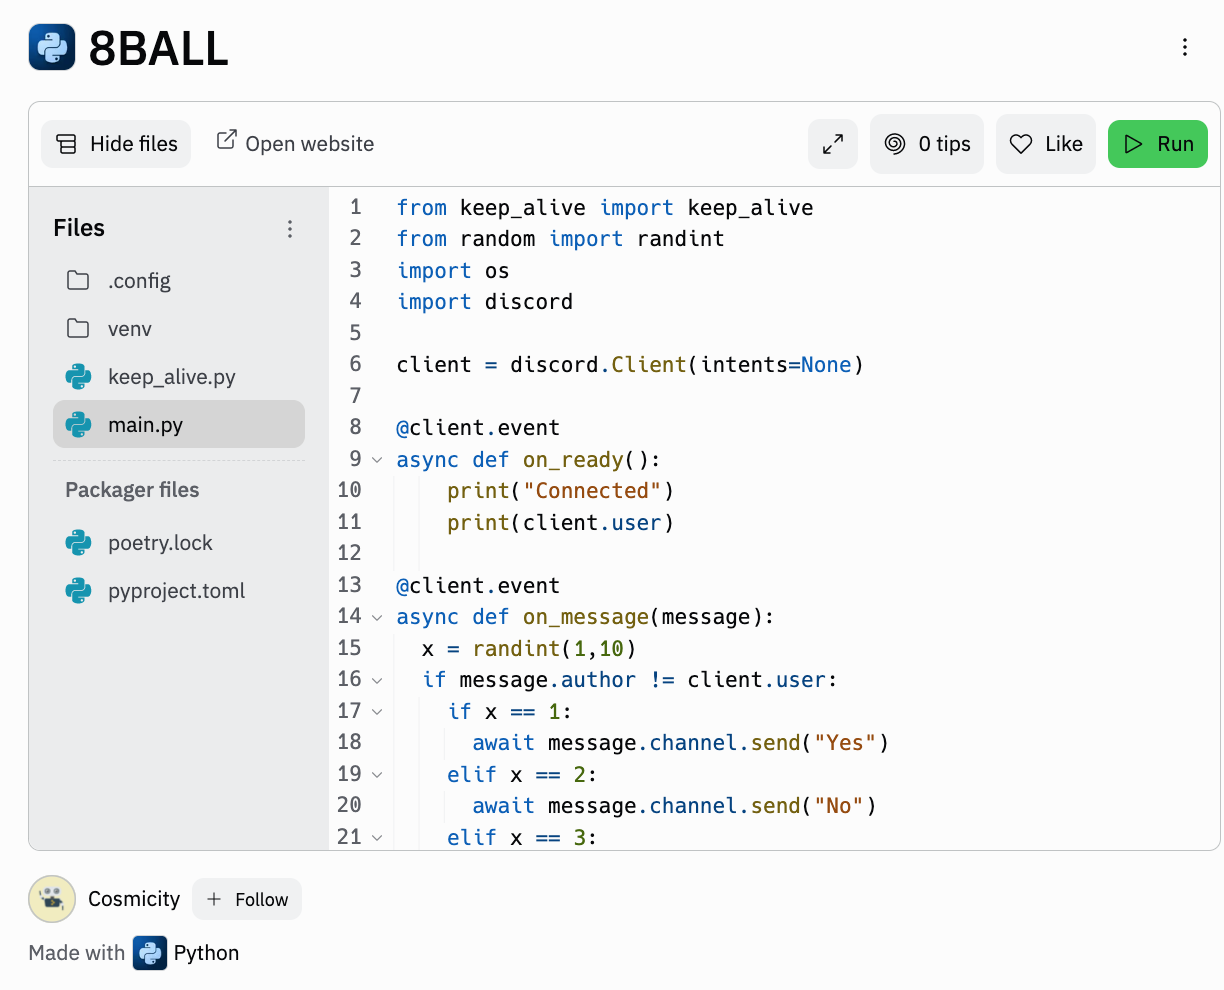 8BALL
Hide files
Open website
0 tips
Like
Run
Files
.config
venv
keep_alive.py
main.py
Packager files
poetry.lock
pyproject.toml
1 from keep_alive import keep_alive
2 from random import randint
3 import os
4 import discord
5
6 client = discord.Client(intents=None)
7
8 @client.event
9 async def on_ready():
10     print("Connected")
11     print(client.user)
12
13 @client.event
14 async def on_message(message):
15   x = randint(1,10)
16   if message.author != client.user:
17     if x == 1:
18       await message.channel.send("Yes")
19     elif x == 2:
20       await message.channel.send("No")
21     elif x == 3:
Cosmicity
+ Follow
Made with Python